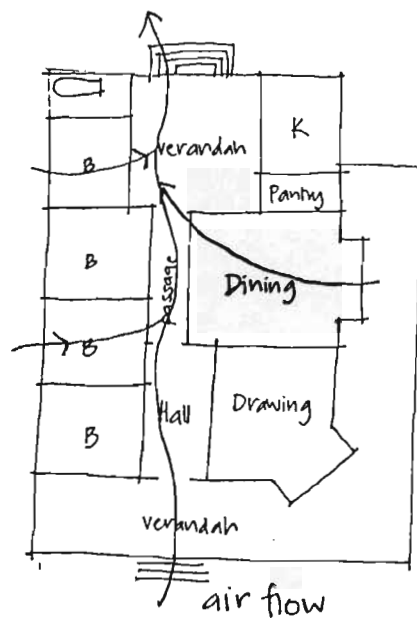 verandah
K
B
Pantry
B
passage
Dining
B
Hall
Drawing
B
verandah
air flow